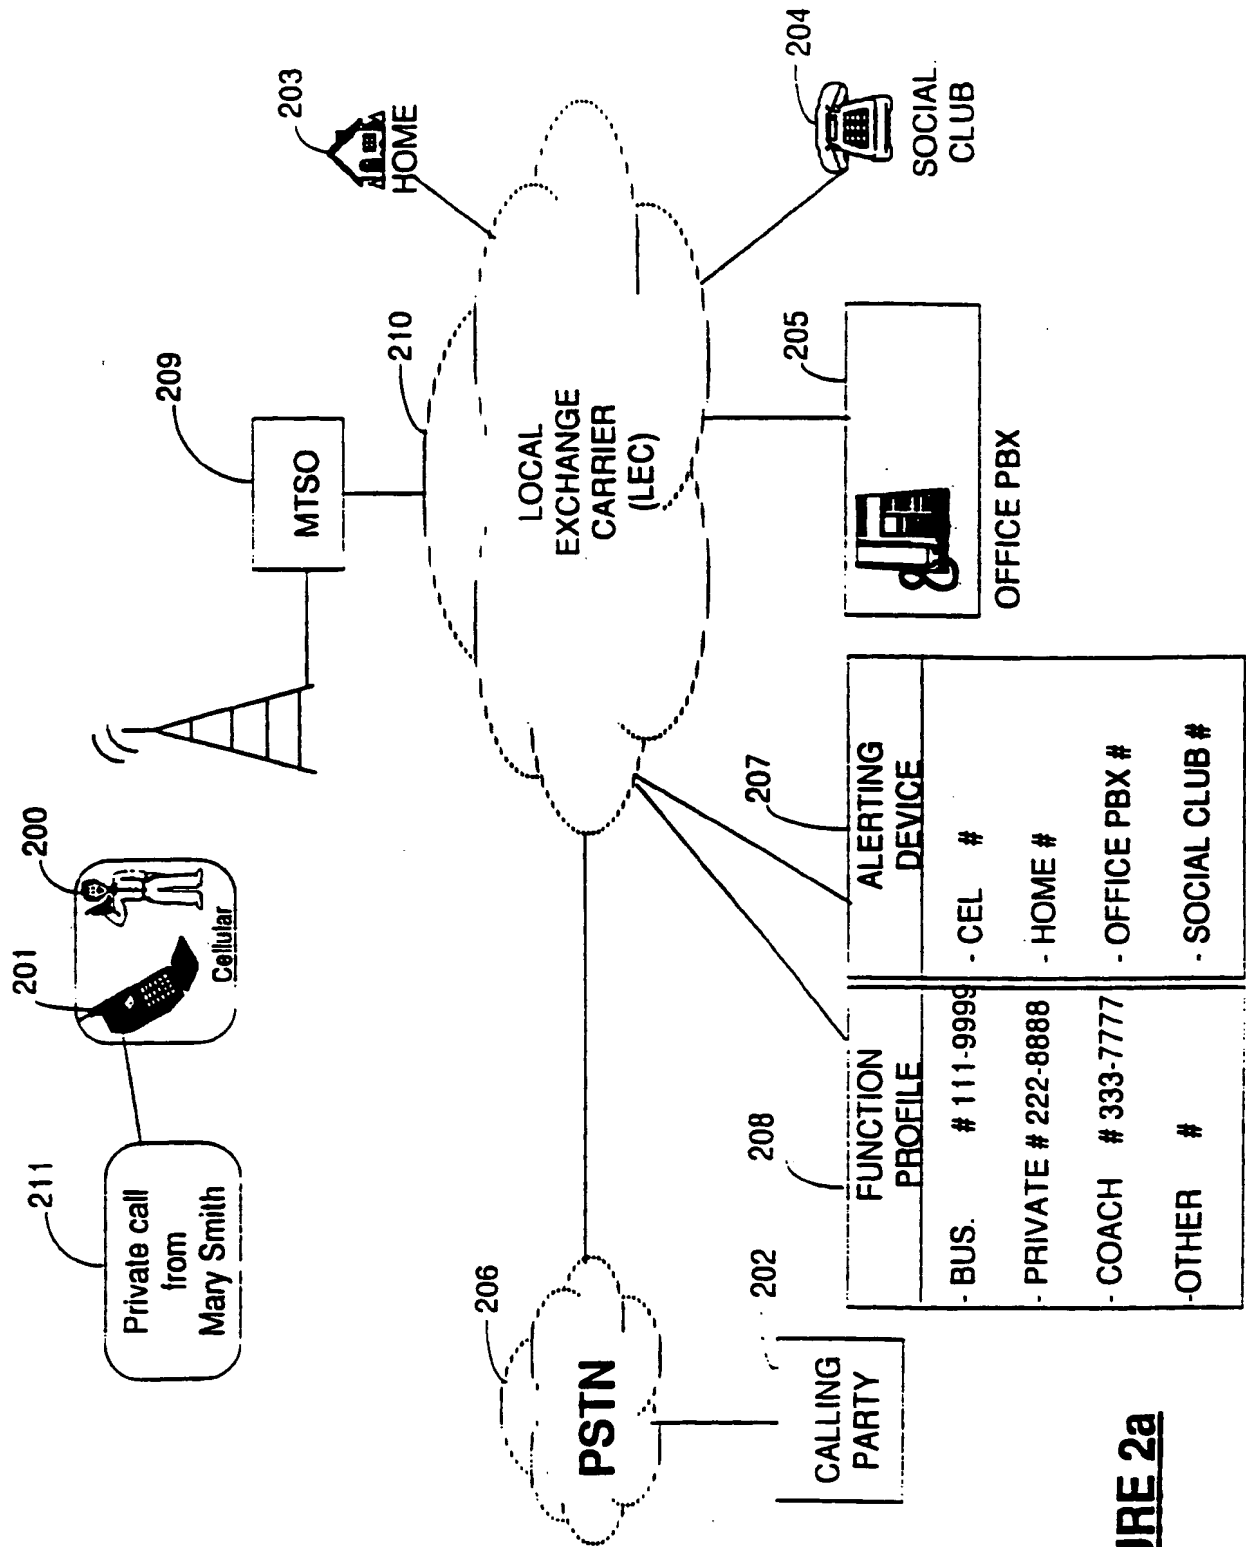 211
Private call
from
Mary Smith
201
200
Cellular
209
MTSO
203
HOME
206
PSTN
210
LOCAL
EXCHANGE
CARRIER
(LEC)
204
SOCIAL
CLUB
202
CALLING
PARTY
208
207
FUNCTION
PROFILE
ALERTING
DEVICE
- BUS. # 111-9999
- CEL #
- PRIVATE # 222-8888
- HOME #
- COACH # 333-7777
- OFFICE PBX #
-OTHER #
- SOCIAL CLUB #
205
OFFICE PBX
URE 2a